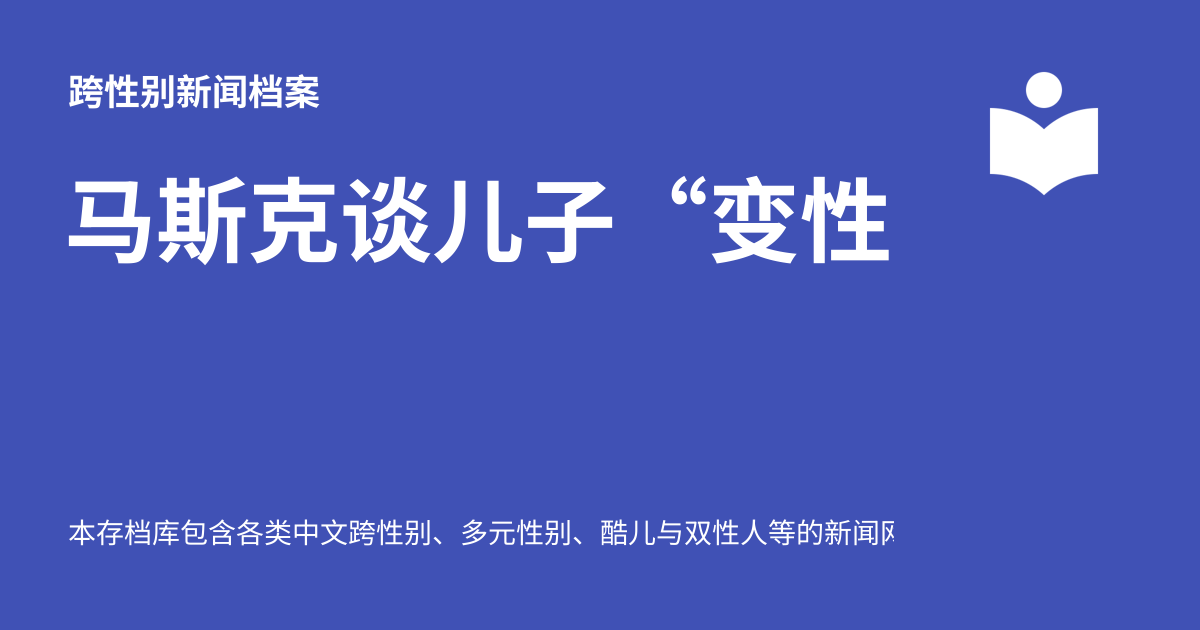 跨性别新闻档案
马斯克谈儿子“变性
本存档库包含各类中文跨性别、多元性别、酷儿与双性人等的新闻